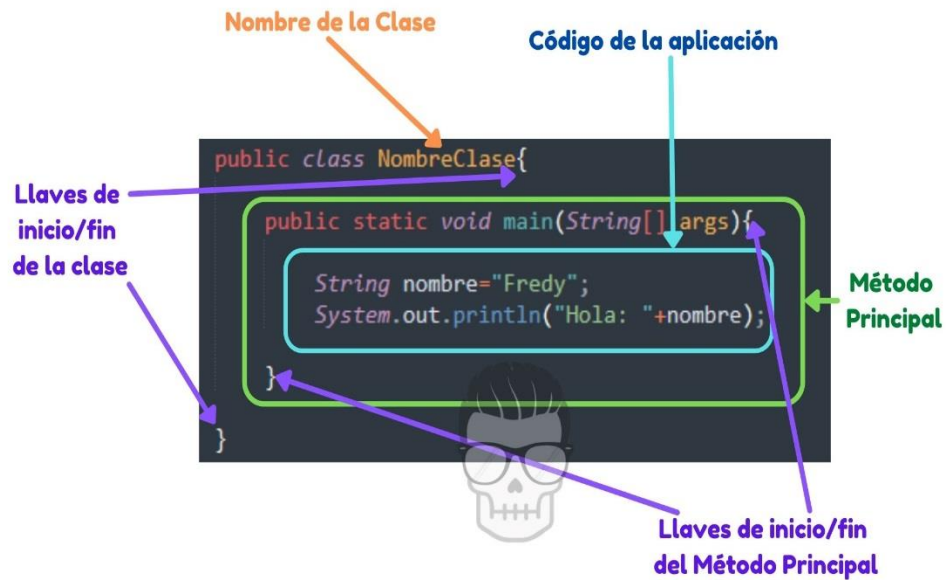 Nombre de la Clase
Código de la aplicación
public class NombreClase{
Llaves de
inicio/fin
de la clase
public static void main(String[] args){
String nombre="Fredy";
System.out.println("Hola: "+nombre);
Método
Principal
}
}
Llaves de inicio/fin
del Método Principal